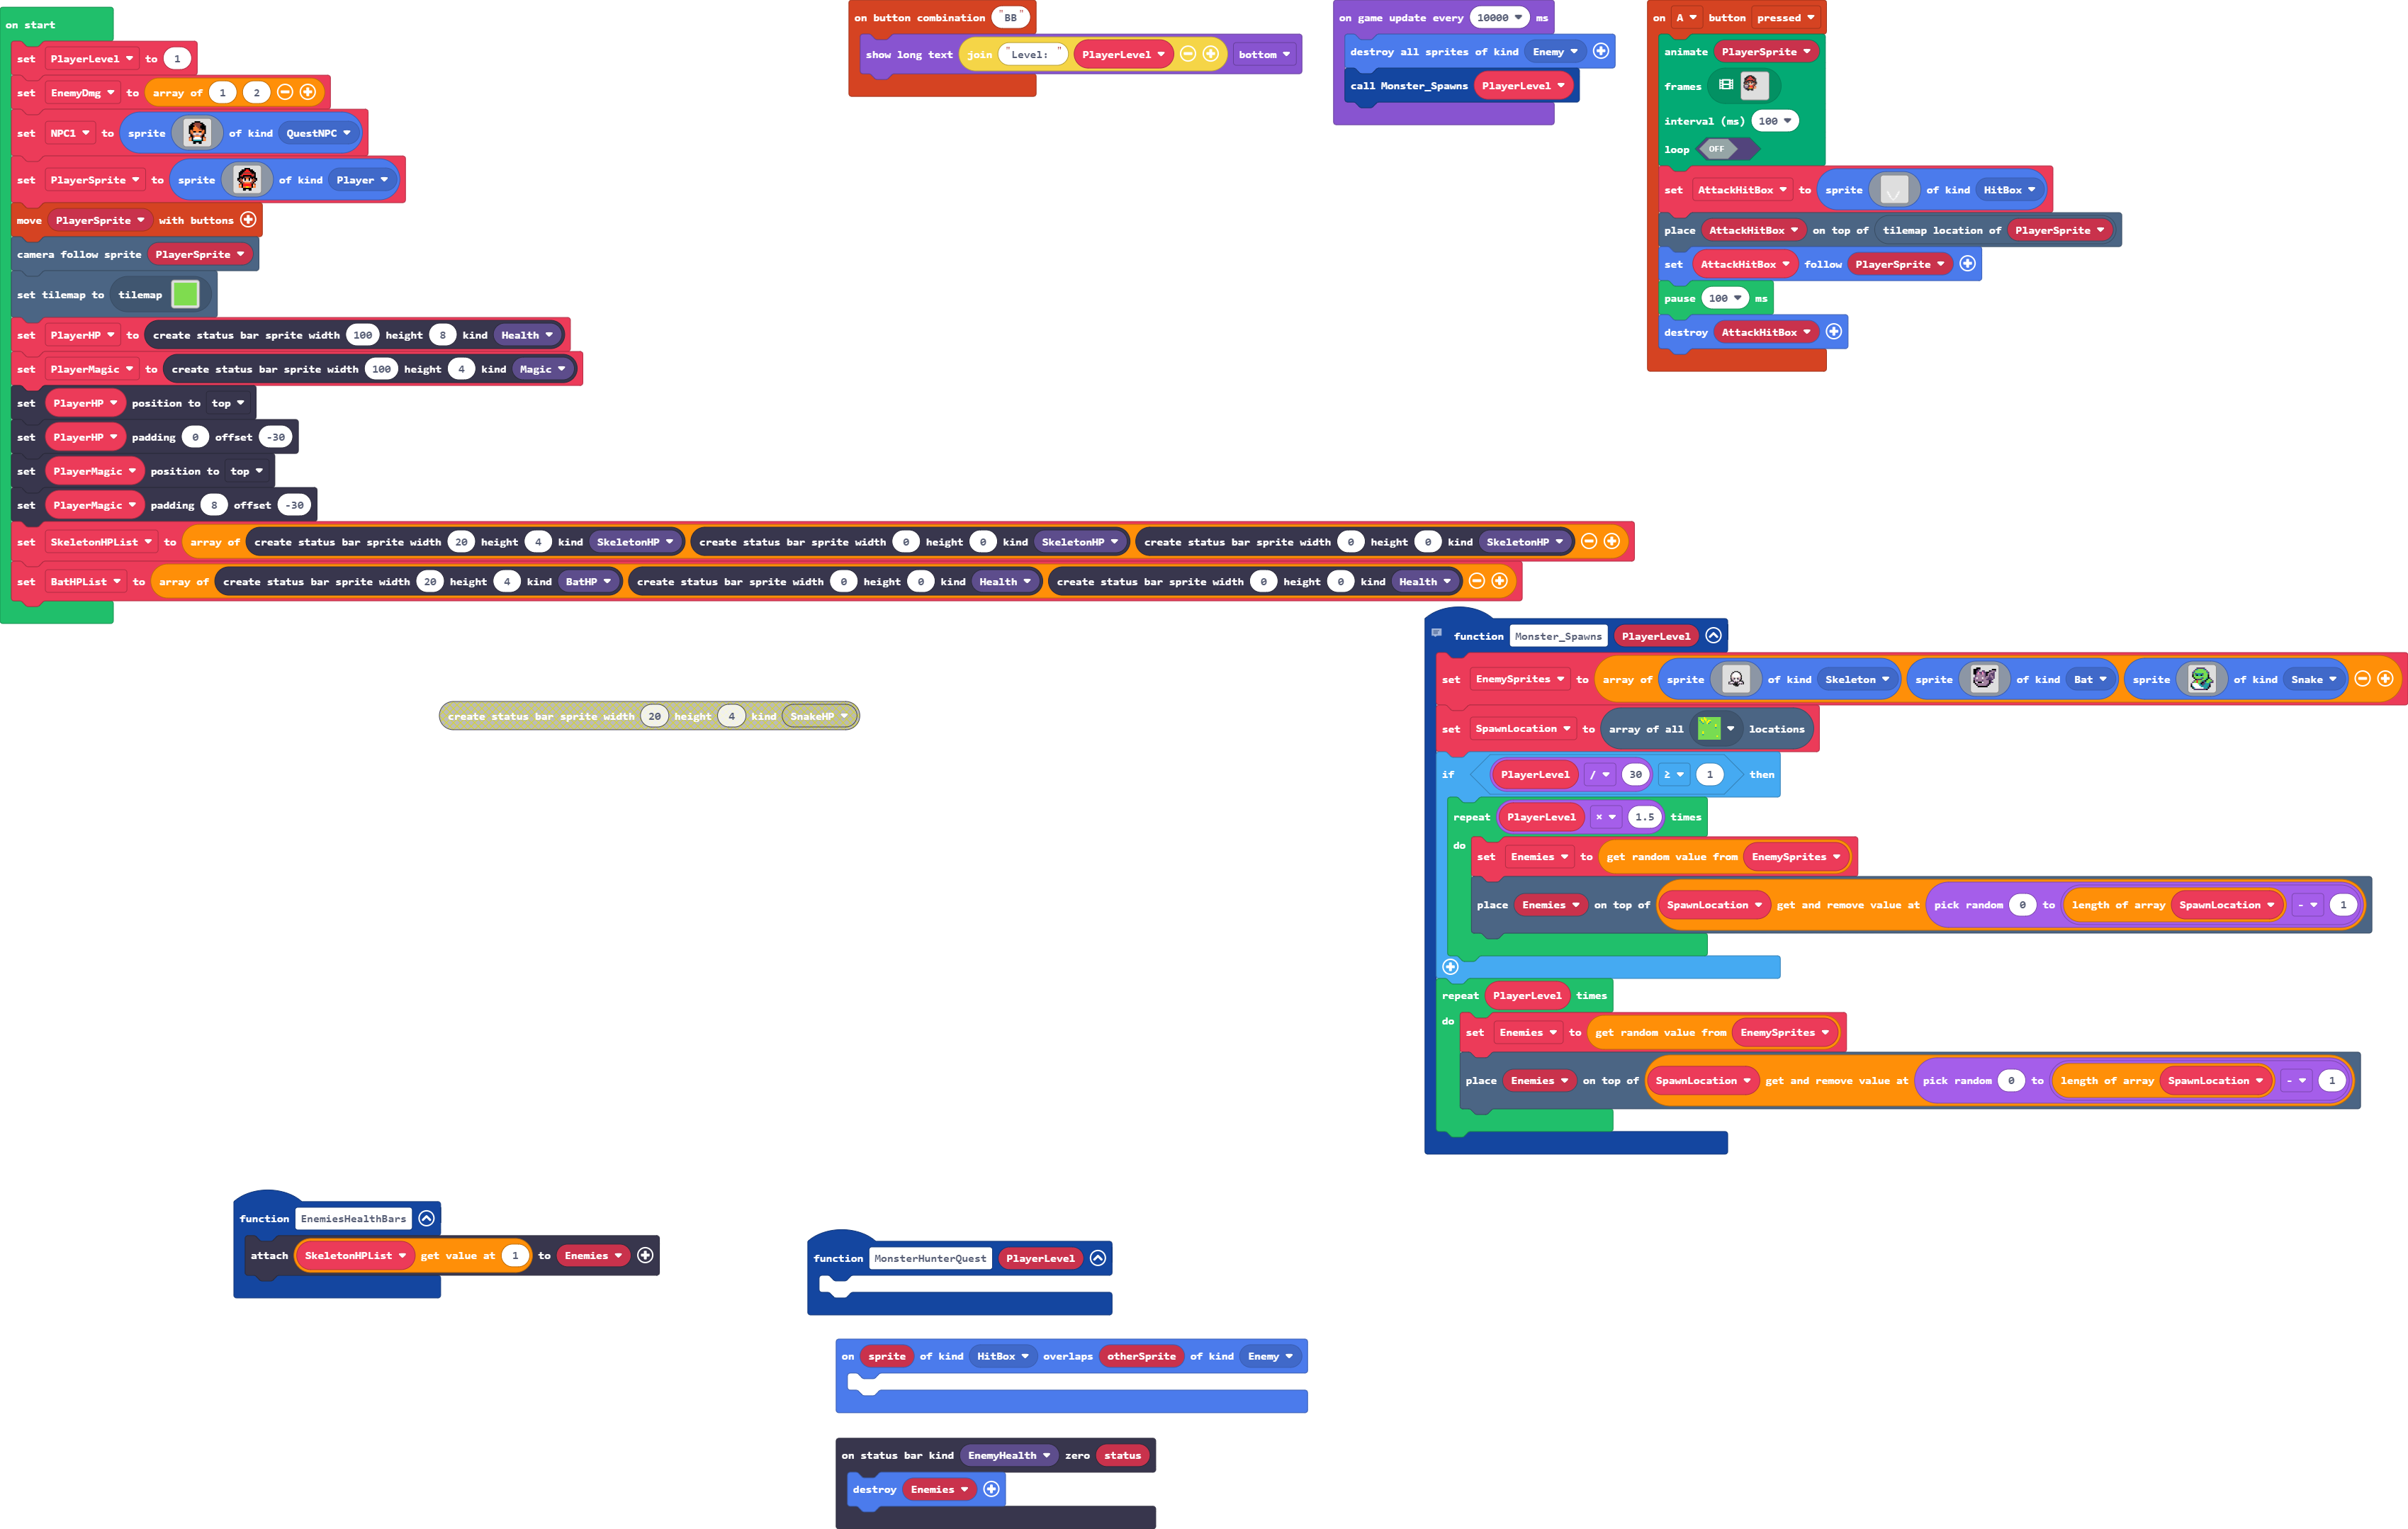 on start
set PlayerLevel to 1
set EnemyDmg to array of 1 2
set NPC1 to sprite of kind QuestNPC
set PlayerSprite to sprite of kind Player
move PlayerSprite with buttons
camera follow sprite PlayerSprite
set tilemap to tilemap
set PlayerHP to create status bar sprite width 100 height 8 kind Health
set PlayerMagic to create status bar sprite width 100 height 4 kind Magic
set PlayerHP position to top
set PlayerHP padding 0 offset -30
set PlayerMagic position to top
set PlayerMagic padding 8 offset -30
set SkeletonHPList to array of create status bar sprite width 20 height 4 kind SkeletonHP create status bar sprite width 0 height 0 kind SkeletonHP create status bar sprite width 0 height 0 kind SkeletonHP
set BatHPList to array of create status bar sprite width 20 height 4 kind BatHP create status bar sprite width 0 height 0 kind Health create status bar sprite width 0 height 0 kind Health
on button combination "BB"
show long text join "Level: " PlayerLevel bottom
on game update every 10000 ms
destroy all sprites of kind Enemy
call Monster_Spawns PlayerLevel
on A button pressed
animate PlayerSprite
frames
interval (ms) 100
loop OFF
set AttackHitBox to sprite of kind HitBox
place AttackHitBox on top of tilemap location of PlayerSprite
set AttackHitBox follow PlayerSprite
pause 100 ms
destroy AttackHitBox
create status bar sprite width 20 height 4 kind SnakeHP
function Monster_Spawns PlayerLevel
set EnemySprites to array of sprite of kind Skeleton sprite of kind Bat sprite of kind Snake
set SpawnLocation to array of all locations
if PlayerLevel / 30 ≥ 1 then
repeat PlayerLevel × 1.5 times
do
set Enemies to get random value from EnemySprites
place Enemies on top of SpawnLocation get and remove value at pick random 0 to length of array SpawnLocation - 1
repeat PlayerLevel times
do
set Enemies to get random value from EnemySprites
place Enemies on top of SpawnLocation get and remove value at pick random 0 to length of array SpawnLocation - 1
function EnemiesHealthBars
attach SkeletonHPList get value at 1 to Enemies
function MonsterHunterQuest PlayerLevel
on sprite of kind HitBox overlaps otherSprite of kind Enemy
on status bar kind EnemyHealth zero status
destroy Enemies